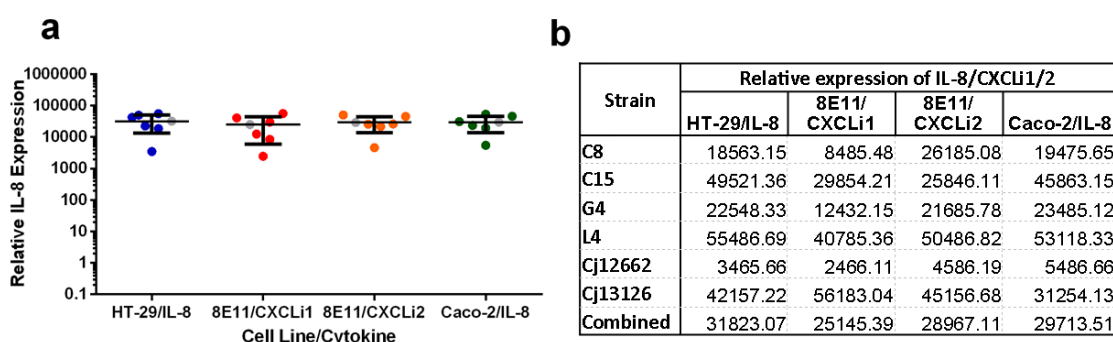 a
1000000
100000
10000
1000
100
10
1
0.1
Relative IL-8 Expression
HT-29/IL-8 8E11/CXCLi1 8E11/CXCLi2 Caco-2/IL-8
Cell Line/Cytokine
b
Strain
Relative expression of IL-8/CXCLi1/2
HT-29/IL-8 8E11/CXCLi1 8E11/CXCLi2 Caco-2/IL-8
C8 18563.15 8485.48 26185.08 19475.65
C15 49521.36 29854.21 25846.11 45863.15
G4 22548.33 12432.15 21685.78 23485.12
L4 55486.69 40785.36 50486.82 53118.33
Cj12662 3465.66 2466.11 4586.19 5486.66
Cj13126 42157.22 56183.04 45156.68 31254.13
Combined 31823.07 25145.39 28967.11 29713.51